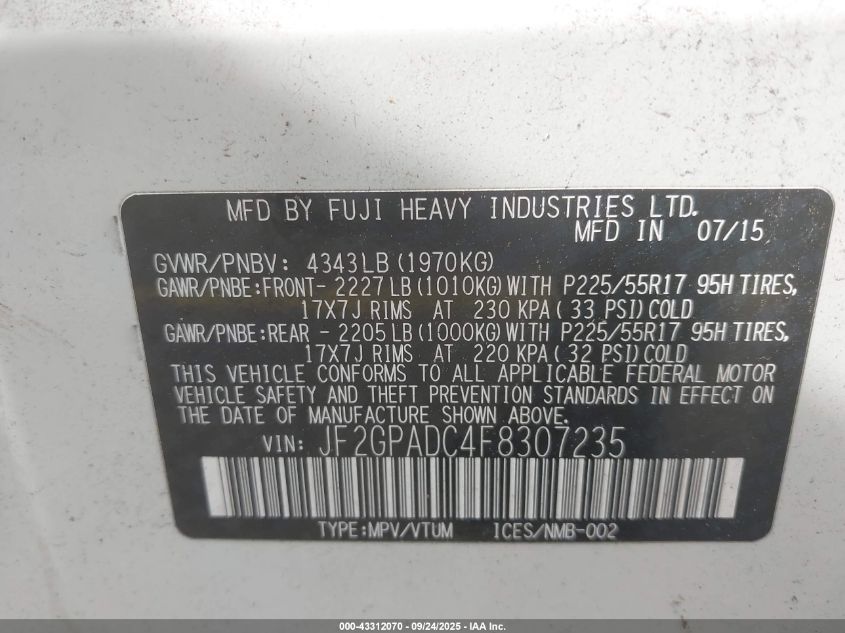 MFD BY FUJI HEAVY INDUSTRIES LTD.
MFD IN 07/15
GVWR/PNBV: 4343LB (1970KG)
GAWR/PNBE:FRONT- 2227LB (1010KG) WITH P225/55R17 95H TIRES,
17X7J RIMS AT 230 KPA ( 33 PSI) COLD
GAWR/PNBE:REAR - 2205LB (1000KG) WITH P225/55R17 95H TIRES,
17X7J RIMS AT 220 KPA ( 32 PSI) COLD
THIS VEHICLE CONFORMS TO ALL APPLICABLE FEDERAL MOTOR
VEHICLE SAFETY AND THEFT PREVENTION STANDARDS IN EFFECT ON
THE DATE OF MANUFACTURE SHOWN ABOVE.
VIN: JF2GPADC4F8307235
TYPE:MPV/VTUM ICES/NMB-002
000-43312070 - 09/24/2025 - IAA Inc.